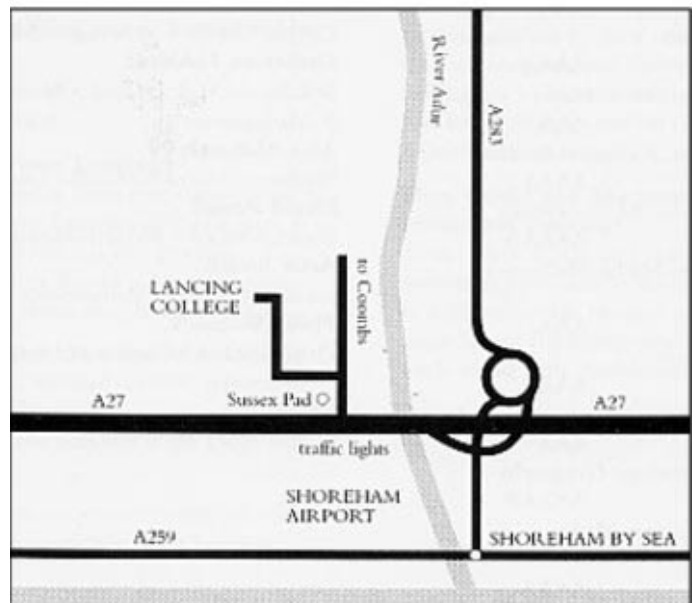 River Adur
A283
to Coombs
LANCING
COLLEGE
A27
Sussex Pad
A27
traffic lights
SHOREHAM
AIRPORT
A259
SHOREHAM BY SEA